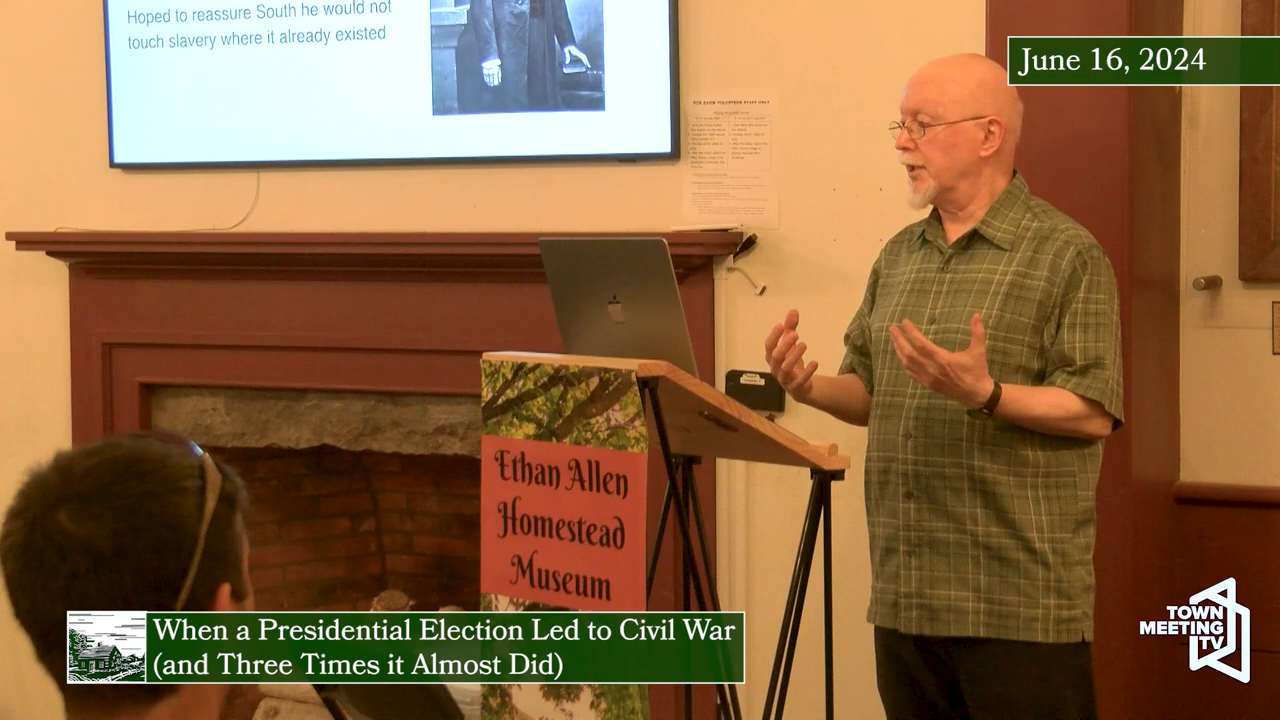 Hoped to reassure South he would not
touch slavery where it already existed
June 16, 2024
Ethan Allen
Homestead
Museum
When a Presidential Election Led to Civil War
(and Three Times it Almost Did)
TOWN
MEETING
TV